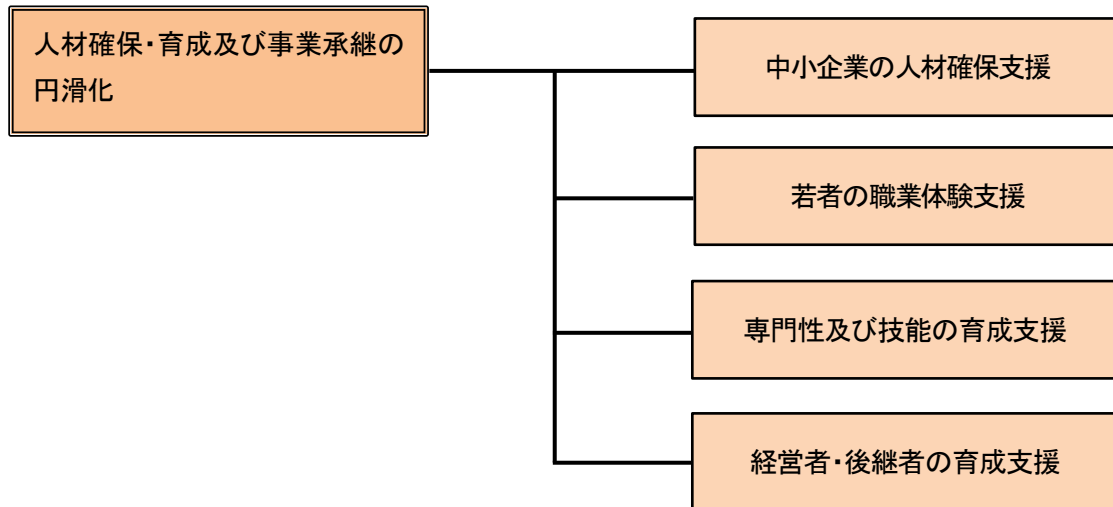 人材確保・育成及び事業承継の
円滑化
中小企業の人材確保支援
若者の職業体験支援
専門性及び技能の育成支援
経営者・後継者の育成支援